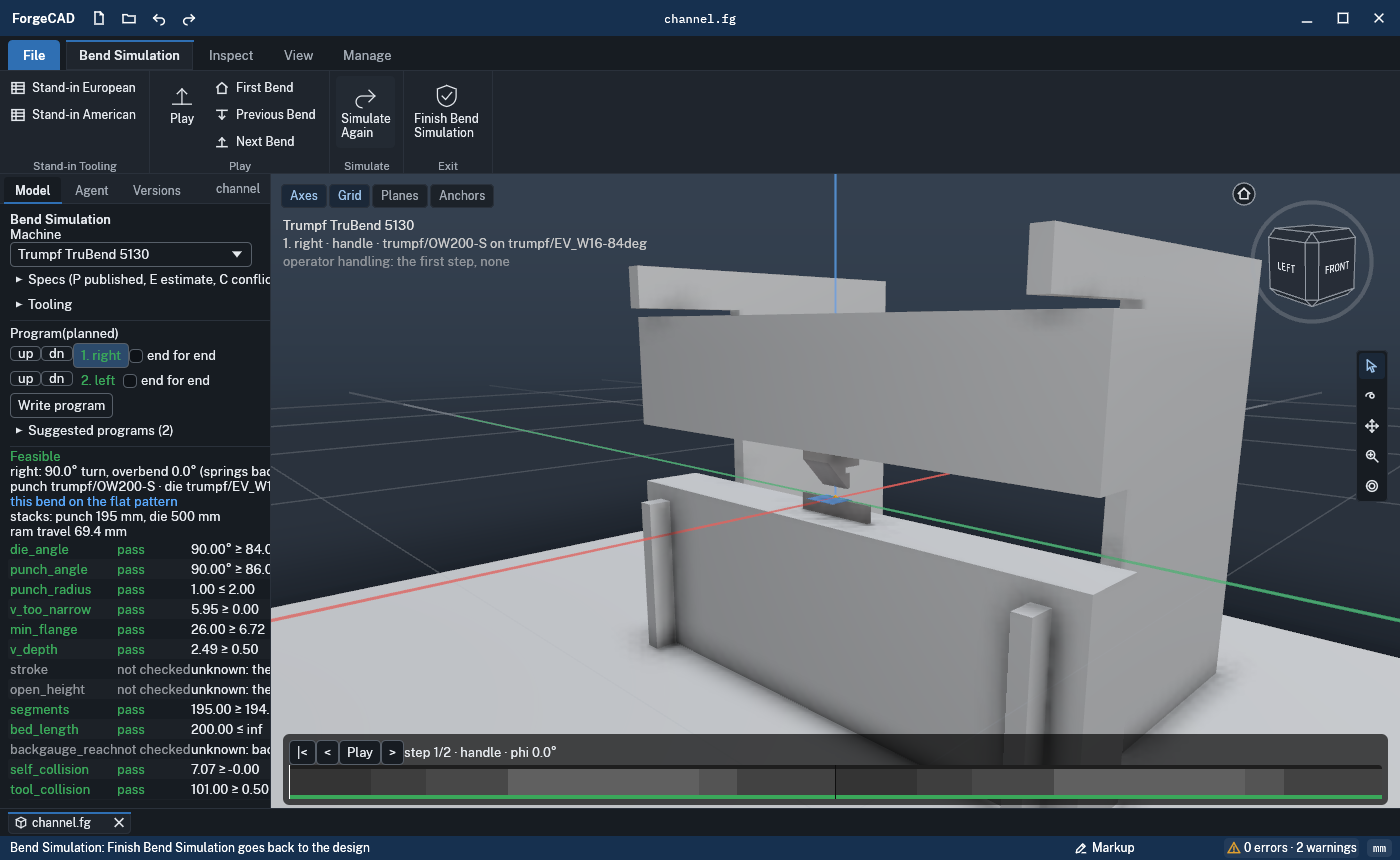 ForgeCAD
channel.fg
File
Bend Simulation
Inspect
View
Manage
Stand-in European
Stand-in American
Stand-in Tooling
Play
First Bend
Previous Bend
Next Bend
Play
Simulate
Again
Simulate
Finish Bend
Simulation
Exit
Model
Agent
Versions
channel
Bend Simulation
Machine
Trumpf TruBend 5130
Specs (P published, E estimate, C conflic
Tooling
Program(planned)
up dn 1. right end for end
up dn 2. left end for end
Write program
Suggested programs (2)
Feasible
right: 90.0° turn, overbend 0.0° (springs bac
punch trumpf/OW200-S · die trumpf/EV_W1
this bend on the flat pattern
stacks: punch 195 mm, die 500 mm
ram travel 69.4 mm
die_angle pass 90.00° ≥ 84.0
punch_angle pass 90.00° ≥ 86.0
punch_radius pass 1.00 ≤ 2.00
v_too_narrow pass 5.95 ≥ 0.00
min_flange pass 26.00 ≥ 6.72
v_depth pass 2.49 ≥ 0.50
stroke not checked unknown: the
open_height not checked unknown: the
segments pass 195.00 ≥ 194.
bed_length pass 200.00 ≤ inf
backgauge_reach not checked unknown: bac
self_collision pass 7.07 ≥ -0.00
tool_collision pass 101.00 ≥ 0.50
Axes
Grid
Planes
Anchors
Trumpf TruBend 5130
1. right · handle · trumpf/OW200-S on trumpf/EV_W16-84deg
operator handling: the first step, none
LEFT
FRONT
|< < Play > step 1/2 · handle · phi 0.0°
channel.fg
Bend Simulation: Finish Bend Simulation goes back to the design
Markup
0 errors · 2 warnings
mm